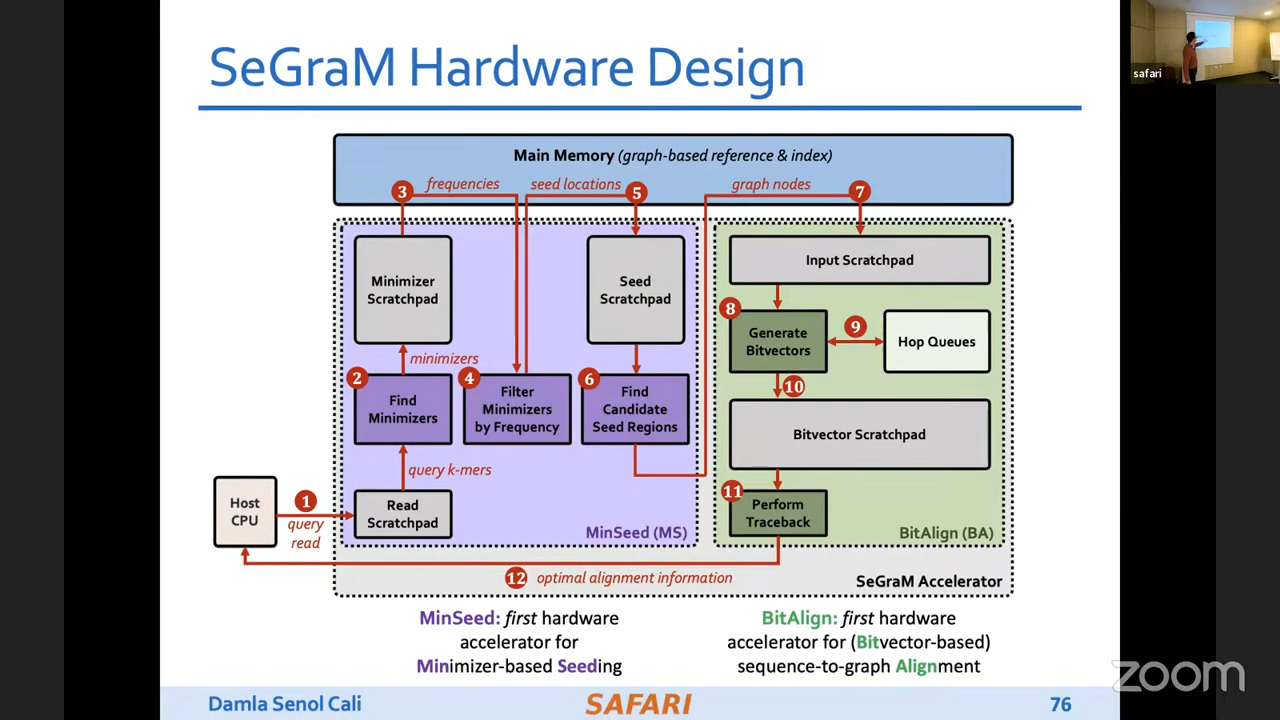 SeGraM Hardware Design
safari
Main Memory (graph-based reference & index)
3
frequencies
seed locations
5
graph nodes
7
Minimizer
Scratchpad
Seed
Scratchpad
Input Scratchpad
8
Generate
Bitvectors
9
Hop Queues
minimizers
2
Find
Minimizers
4
Filter
Minimizers
by Frequency
6
Find
Candidate
Seed Regions
10
Bitvector Scratchpad
query k-mers
Host
CPU
1
query
read
Read
Scratchpad
MinSeed (MS)
11
Perform
Traceback
BitAlign (BA)
12
optimal alignment information
SeGraM Accelerator
MinSeed: first hardware
accelerator for
Minimizer-based Seeding
BitAlign: first hardware
accelerator for (Bitvector-based)
sequence-to-graph Alignment
Damla Senol Cali
SAFARI
76
zoom